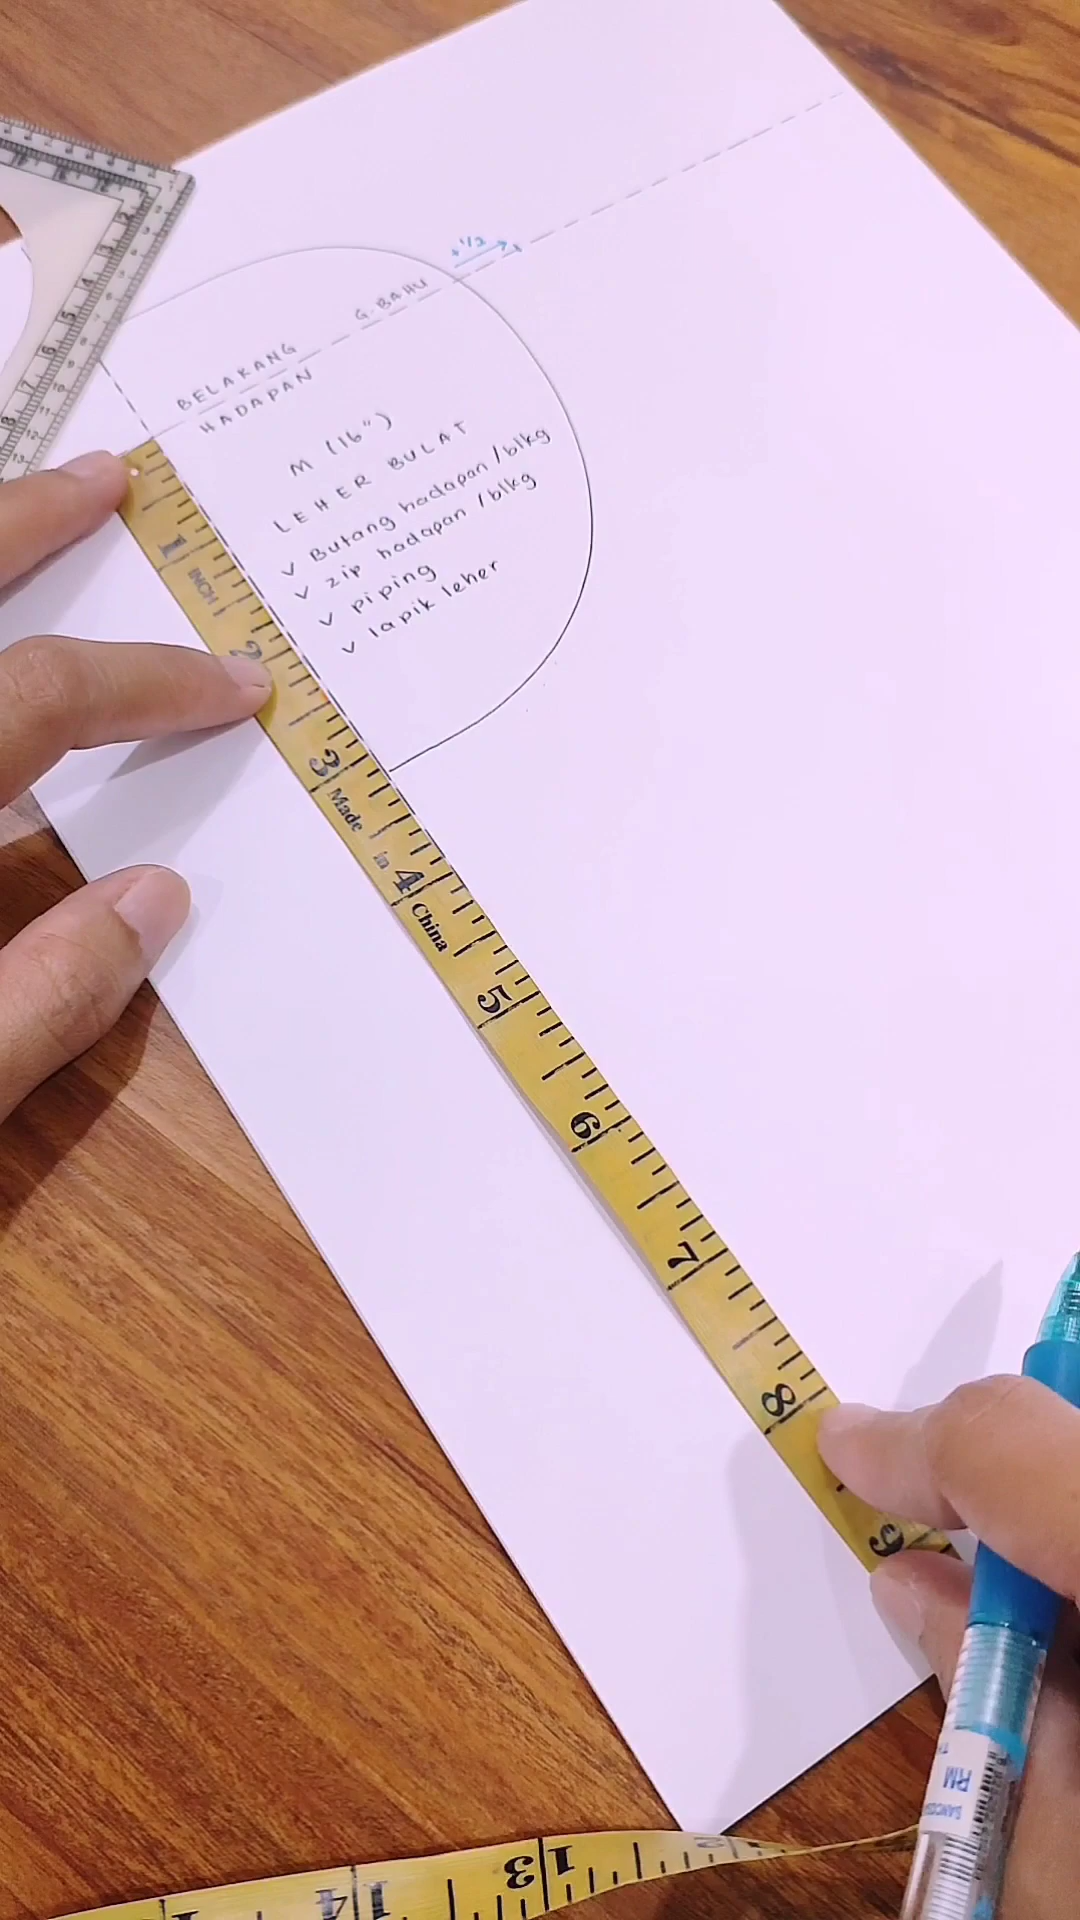 + 1/2
G. BAHU
BELAKANG
HADAPAN
M (16")
LEHER BULAT
✓ Butang hadapan /blkg
✓ zip hadapan /blkg
✓ piping
✓ lapik leher
1
INCH
2
3
Made
in
4
China
5
6
7
8
9
RM
13
14